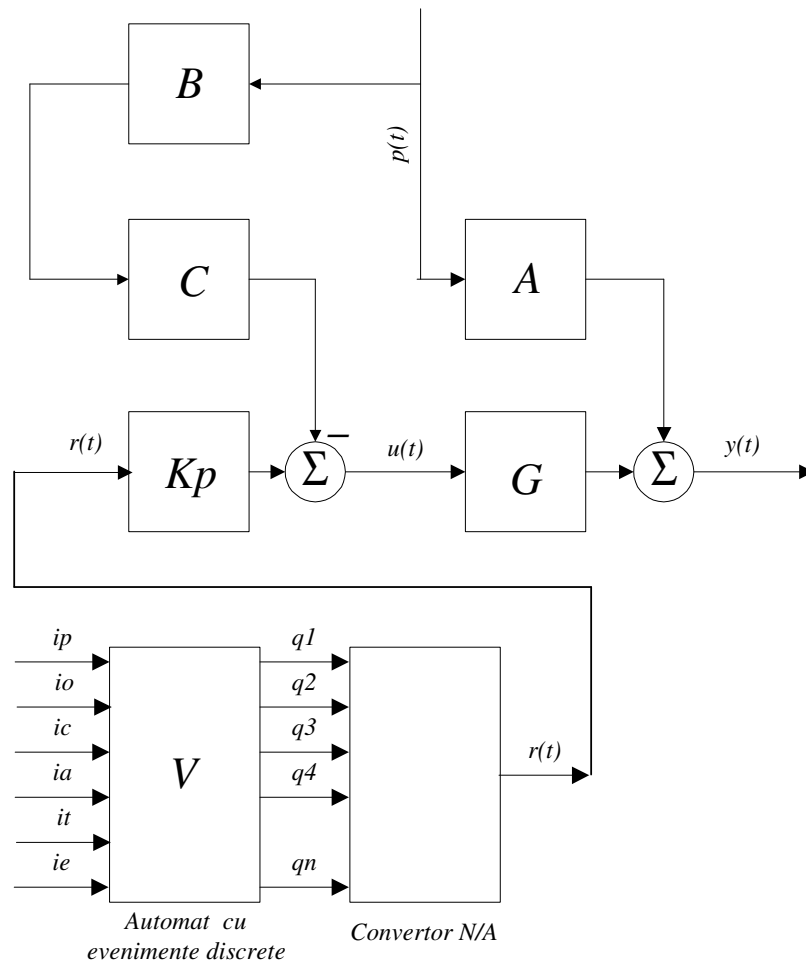 B
p(t)
C
A
r(t)
Kp
–
Σ
u(t)
G
Σ
y(t)
ip
io
ic
ia
it
ie
V
q1
q2
q3
q4
qn
r(t)
Automat cu
evenimente discrete
Convertor N/A